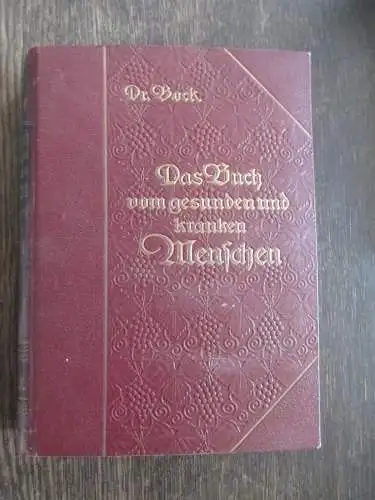 Dr. Bock.
Das Buch
vom gesunden und
kranken
Menschen